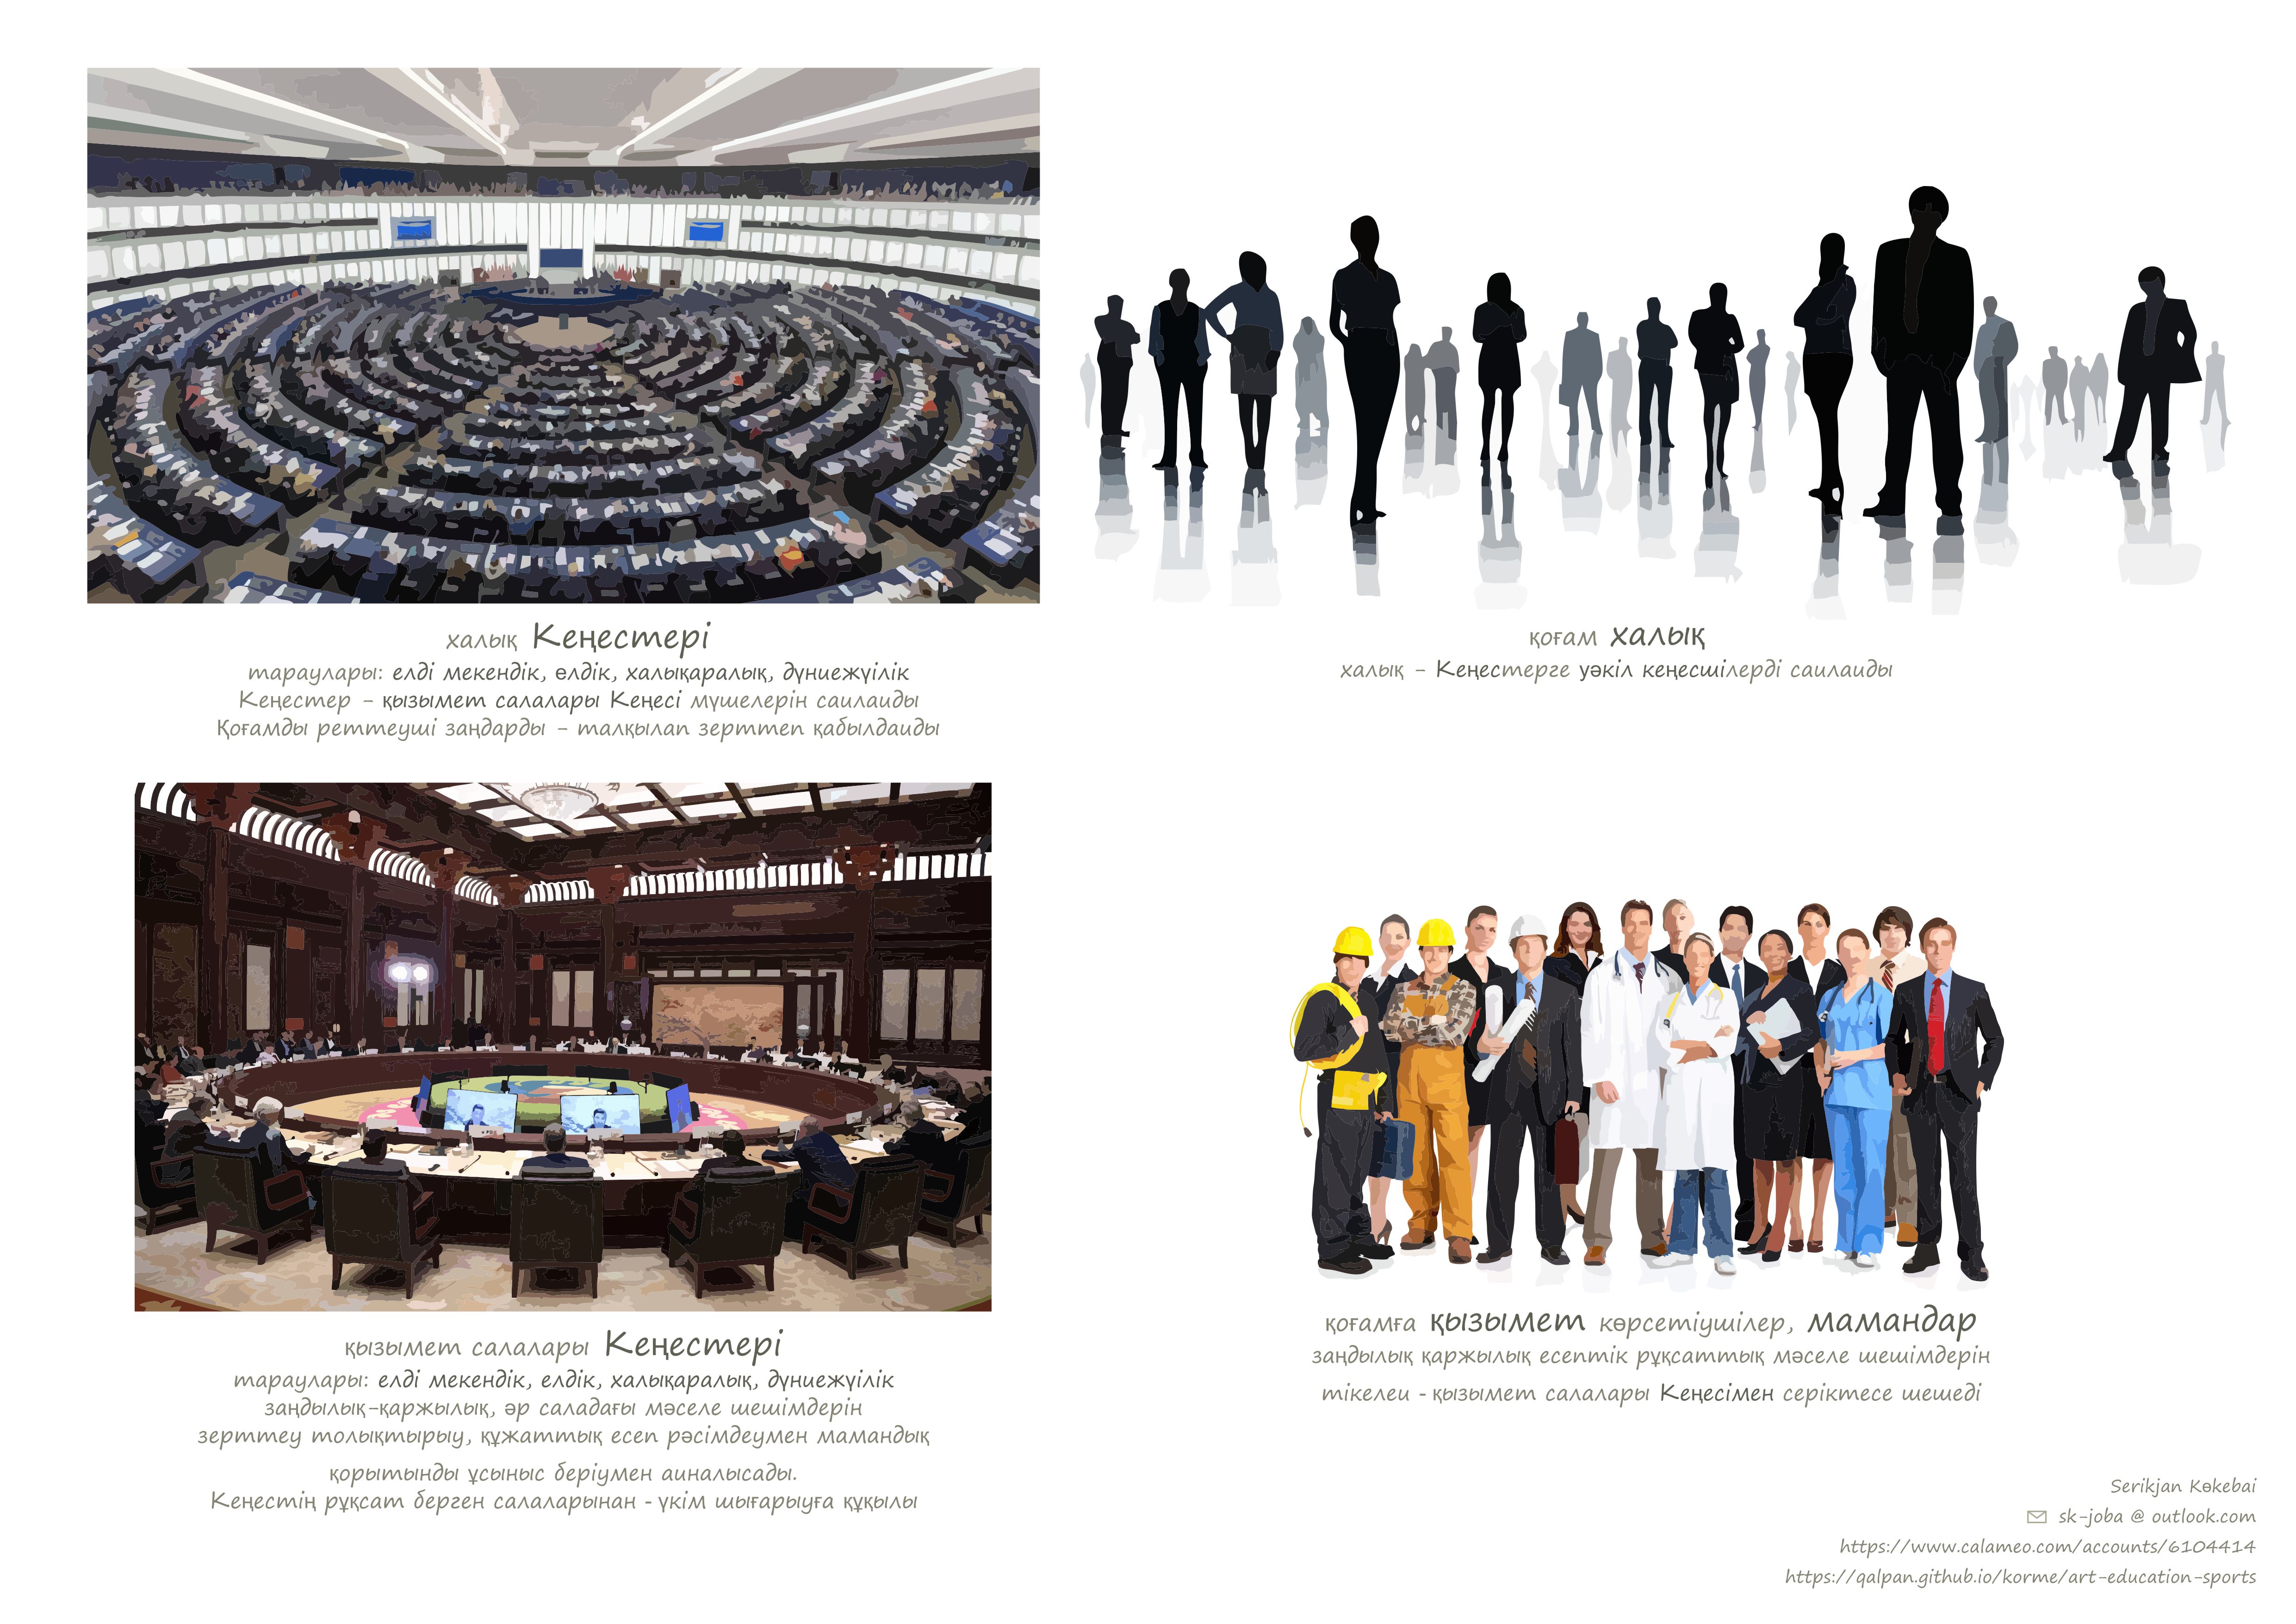 халық Кеңестері
тараулары: елді мекендік, өлдік, халықаралық, дүниежүілік
Кеңестер - қызымет салалары Кеңесі мүшелерін саилаиды
Қоғамды реттеуші заңдарды - талқылап зерттеп қабылдаиды
қоғам халық
халық - Кеңестерге уәкіл кеңесшілерді саилаиды
қызымет салалары Кеңестері
тараулары: елді мекендік, елдік, халықаралық, дүниежүілік
заңдылық-қаржылық, әр саладағы мәселе шешімдерін
зерттеу толықтырыу, құжаттық есеп рәсімдеумен мамандық
қорытынды ұсыныс беріумен аиналысады.
Кеңестің рұқсат берген салаларынан - үкім шығарыуға құқылы
қоғамға қызымет көрсетіушілер, мамандар
заңдылық қаржылық есептік рұқсаттық мәселе шешімдерін
тікелеи - қызымет салалары Кеңесімен серіктесе шешеді
Serikjan Kөkebai
sk-joba @ outlook.com
https://www.calameo.com/accounts/6104414
https://qalpan.github.io/korme/art-education-sports